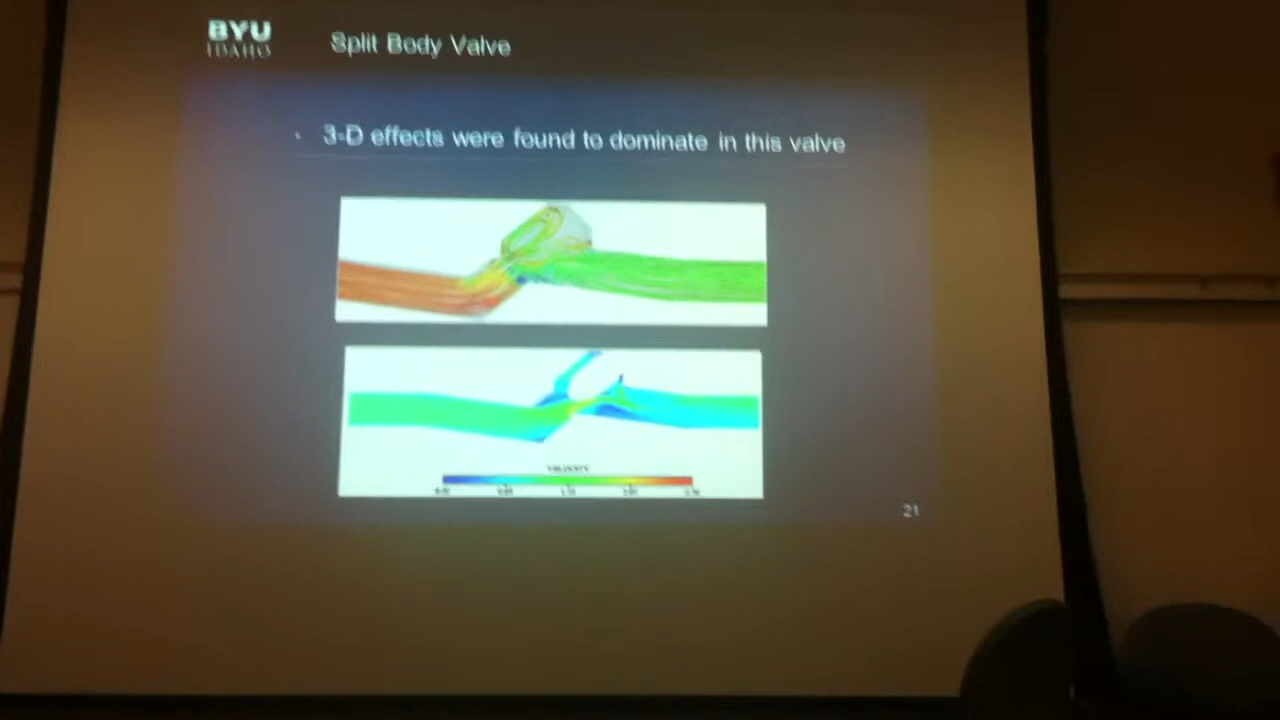 BYU
IDAHO
Split Body Valve
3-D effects were found to dominate in this valve
VELOCITY
21